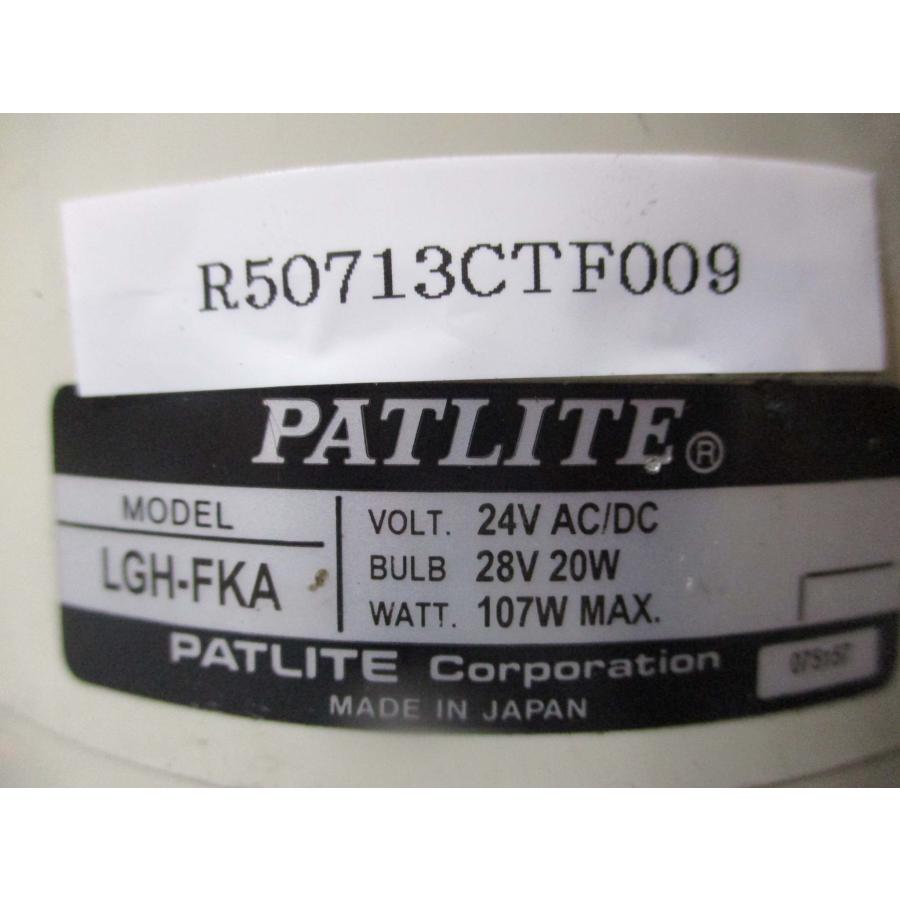 R50713CTF009
PATLITE®
MODEL
LGH-FKA
VOLT. 24V AC/DC
BULB 28V 20W
WATT. 107W MAX.
PATLITE Corporation
MADE IN JAPAN